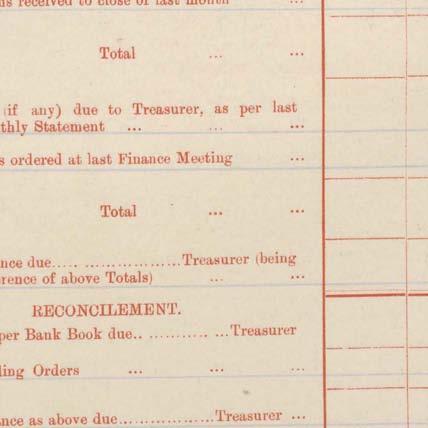 ns received to close of last month ...
Total ... ...
(if any) due to Treasurer, as per last
thly Statement ... ... ...
s ordered at last Finance Meeting ...
Total ... ...
nce due..... ...................Treasurer (being
rence of above Totals) ... ...
RECONCILEMENT.
per Bank Book due.. ........... ...Treasurer
ling Orders ... ... ...
nce as above due..................Treasurer ...